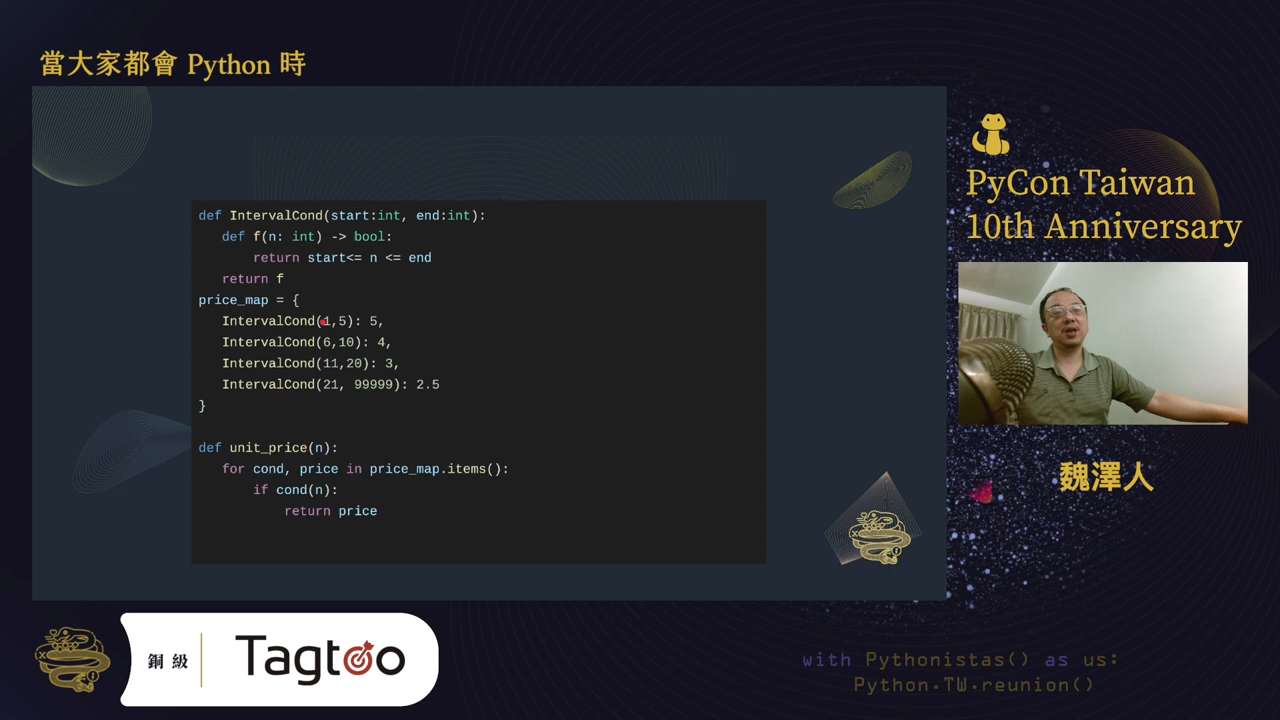 當大家都會 Python 時
def IntervalCond(start:int, end:int):
def f(n: int) -> bool:
return start<= n <= end
return f
price_map = {
IntervalCond(1,5): 5,
IntervalCond(6,10): 4,
IntervalCond(11,20): 3,
IntervalCond(21, 99999): 2.5
}
def unit_price(n):
for cond, price in price_map.items():
if cond(n):
return price
PyCon Taiwan
10th Anniversary
魏澤人
銅級
Tagtoo
with Pythonistas() as us:
Python.TW.reunion()